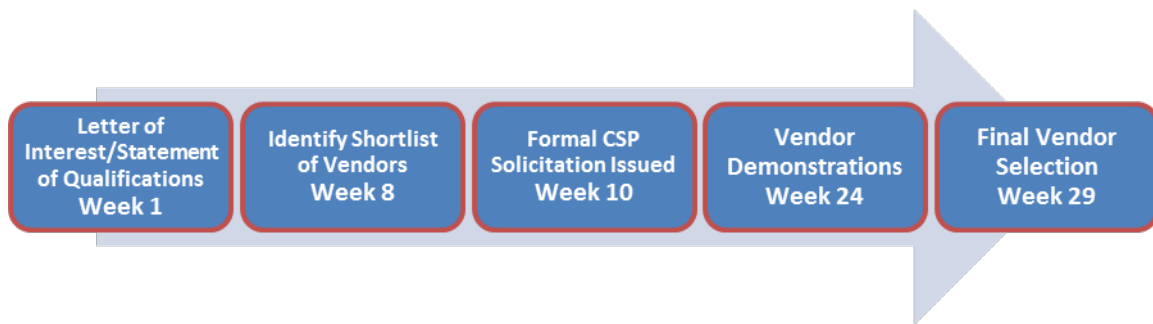 Letter of
Interest/Statement
of Qualifications
Week 1
Identify Shortlist
of Vendors
Week 8
Formal CSP
Solicitation Issued
Week 10
Vendor
Demonstrations
Week 24
Final Vendor
Selection
Week 29